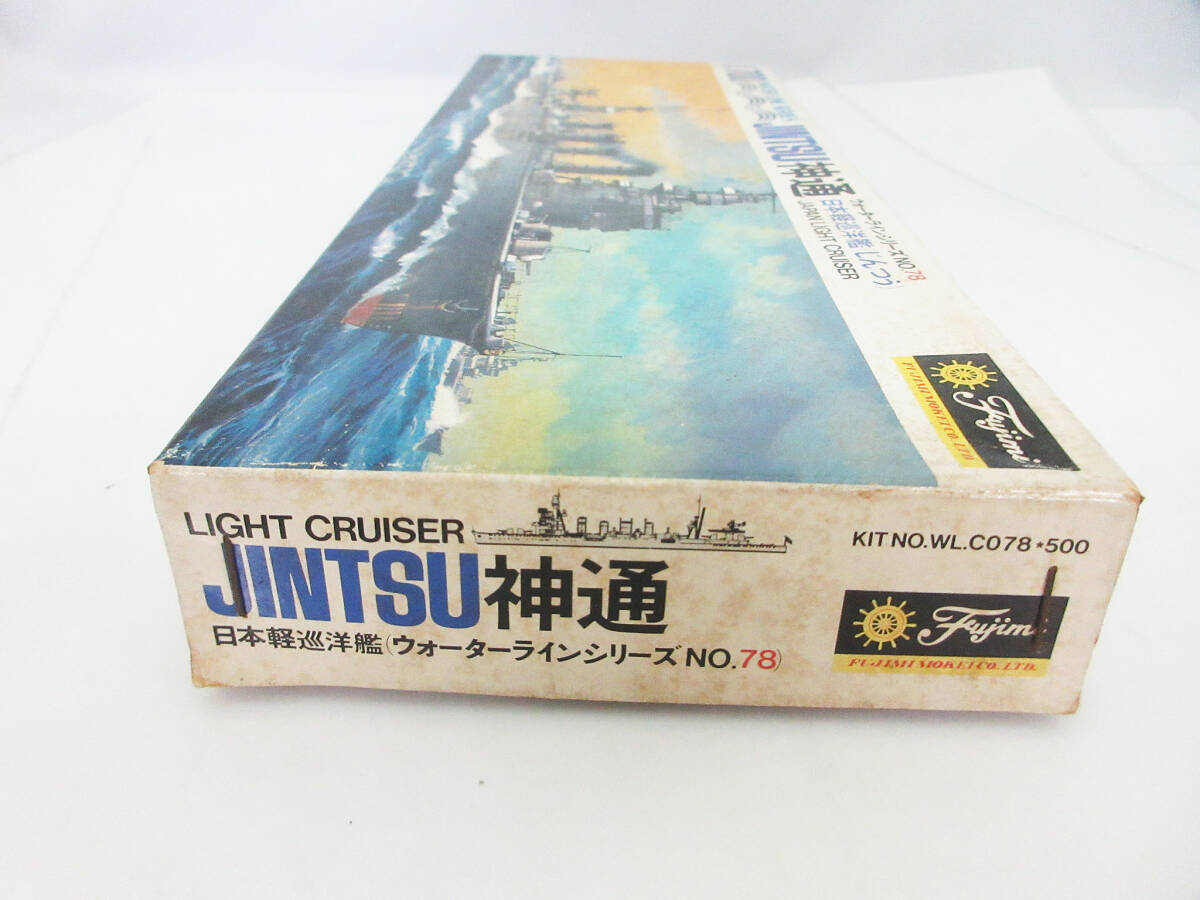 JINTSU神通
ウォーターラインシリーズNO.78
日本軽巡洋艦 じんつう)
JAPAN LIGHT CRUISER
Fujimi
FUJIMI MOKEI CO. LTD.
LIGHT CRUISER
JINTSU神通
日本軽巡洋艦(ウォーターラインシリーズNO.78)
KIT NO.WL.C078★500
Fujimi
FUJIMI MOKEI CO. LTD.